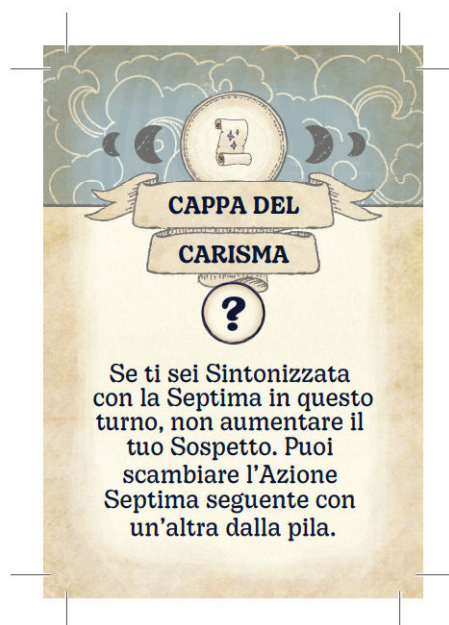 CAPPA DEL
CARISMA
?
Se ti sei Sintonizzata
con la Septima in questo
turno, non aumentare il
tuo Sospetto. Puoi
scambiare l’Azione
Septima seguente con
un’altra dalla pila.